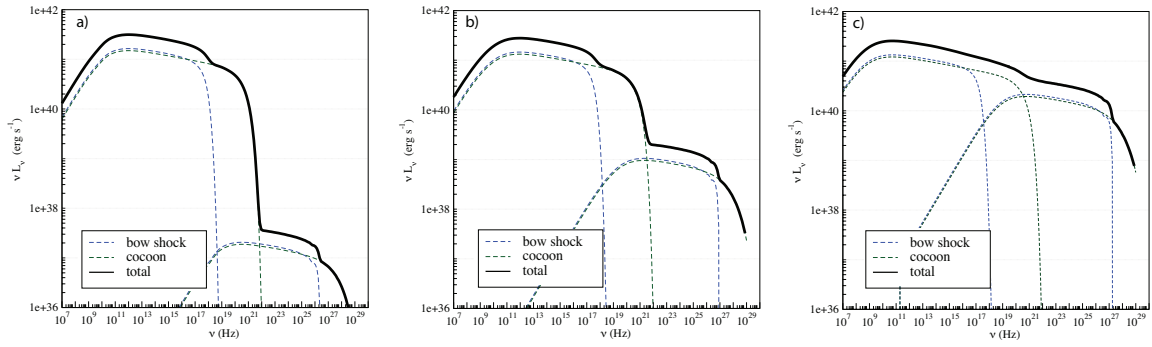 a)
1e+42
1e+40
1e+38
1e+36
ν Lν (erg s⁻¹)
bow shock
cocoon
total
10⁷ 10⁹ 10¹¹ 10¹³ 10¹⁵ 10¹⁷ 10¹⁹ 10²¹ 10²³ 10²⁵ 10²⁷ 10²⁹
ν (Hz)
b)
1e+42
1e+40
1e+38
1e+36
ν Lν (erg s⁻¹)
bow shock
cocoon
total
10⁷ 10⁹ 10¹¹ 10¹³ 10¹⁵ 10¹⁷ 10¹⁹ 10²¹ 10²³ 10²⁵ 10²⁷ 10²⁹
ν (Hz)
c)
1e+42
1e+40
1e+38
1e+36
ν Lν (erg s⁻¹)
bow shock
cocoon
total
10⁷ 10⁹ 10¹¹ 10¹³ 10¹⁵ 10¹⁷ 10¹⁹ 10²¹ 10²³ 10²⁵ 10²⁷ 10²⁹
ν (Hz)